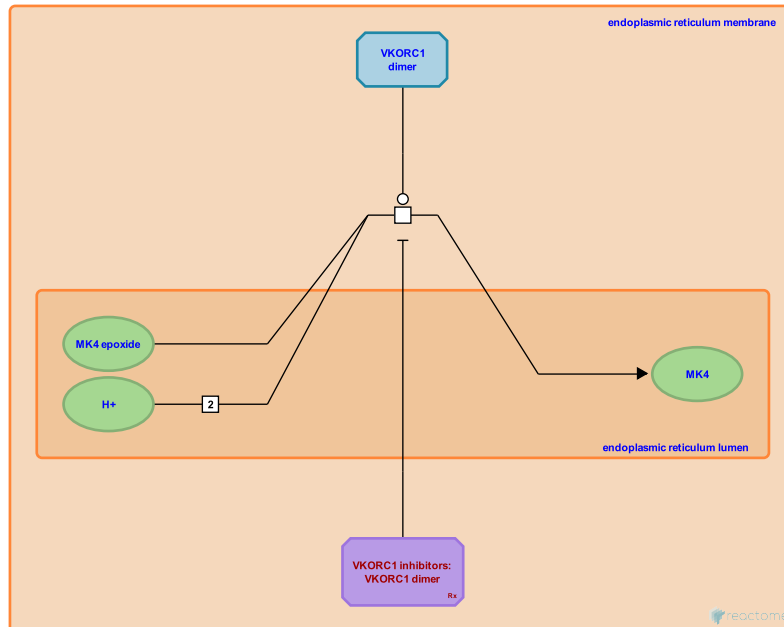 endoplasmic reticulum membrane
VKORC1
dimer
MK4 epoxide
H+
2
MK4
endoplasmic reticulum lumen
VKORC1 inhibitors:
VKORC1 dimer
Rx
reactome